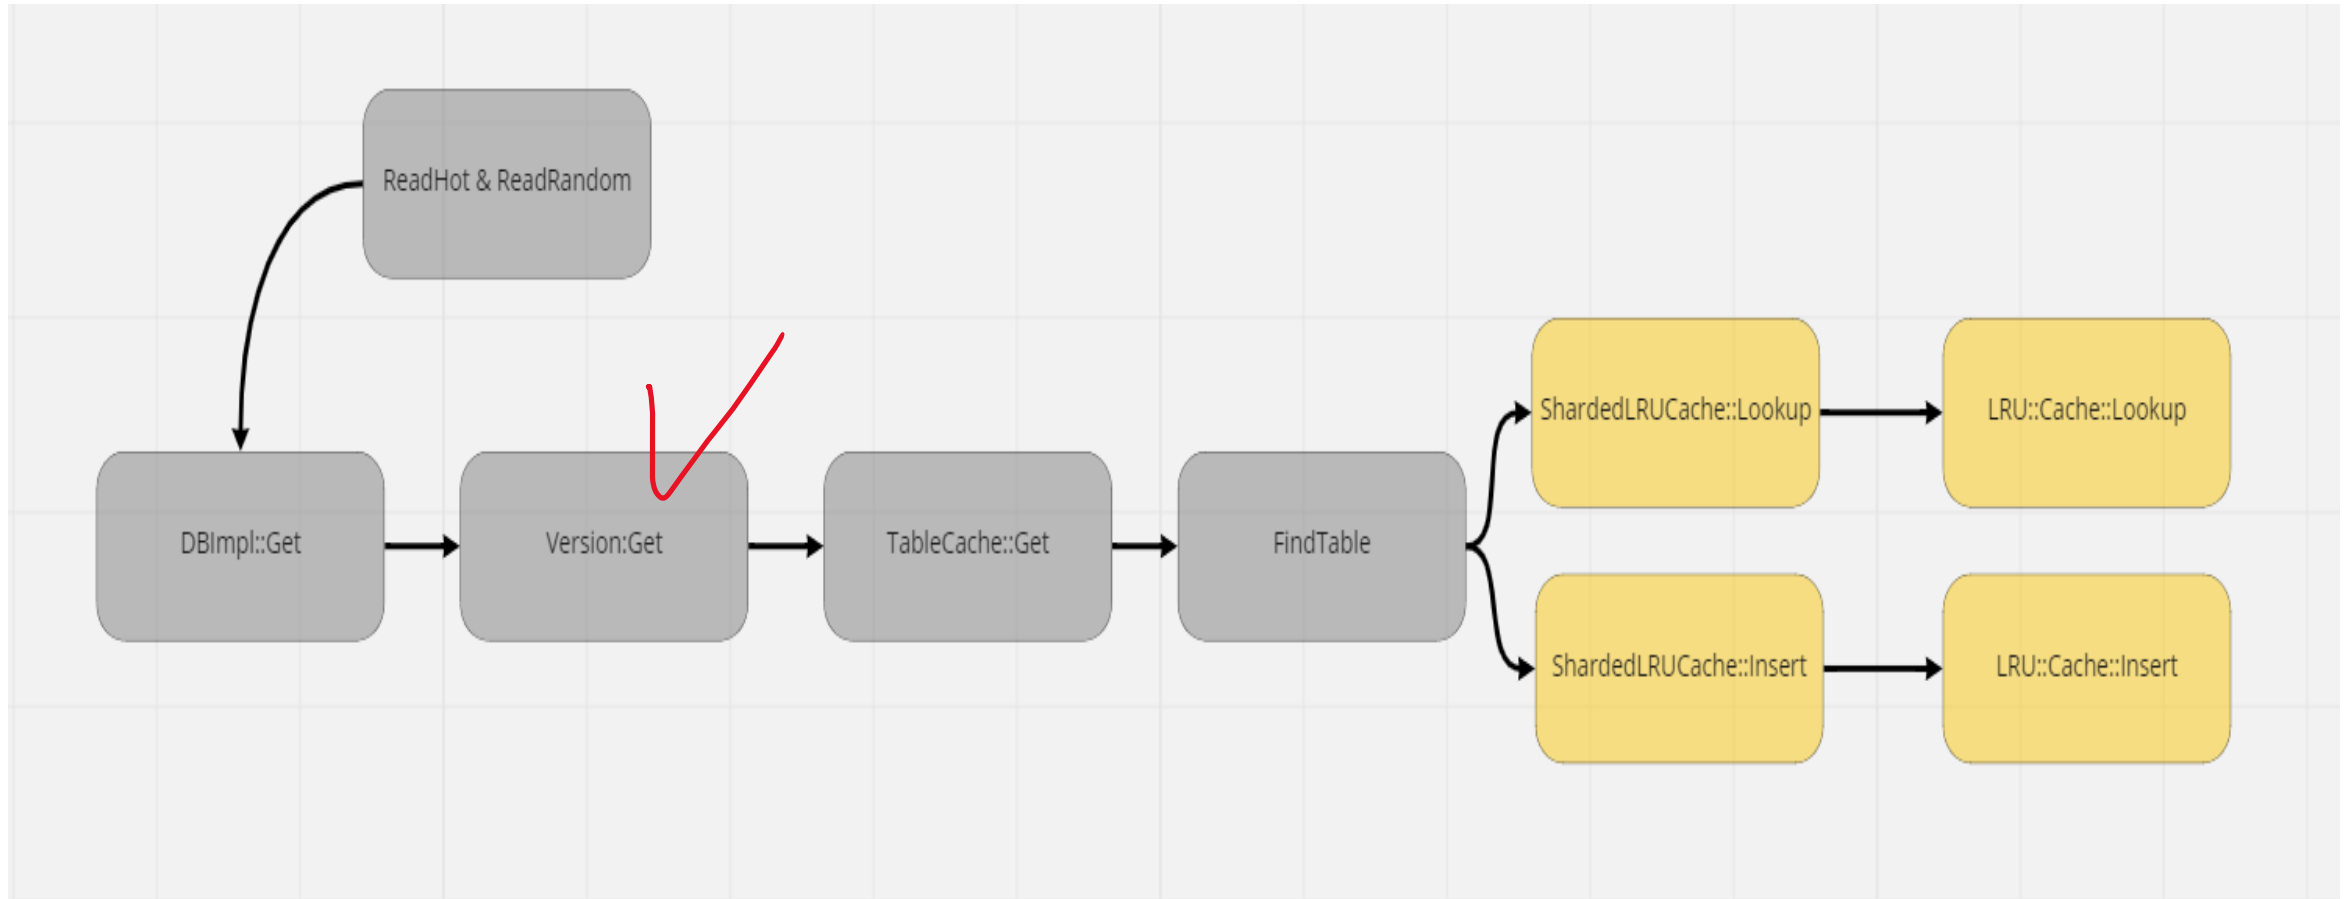 ReadHot & ReadRandom
DBImpl::Get
Version:Get
TableCache::Get
FindTable
ShardedLRUCache::Lookup
LRU::Cache::Lookup
ShardedLRUCache::Insert
LRU::Cache::Insert